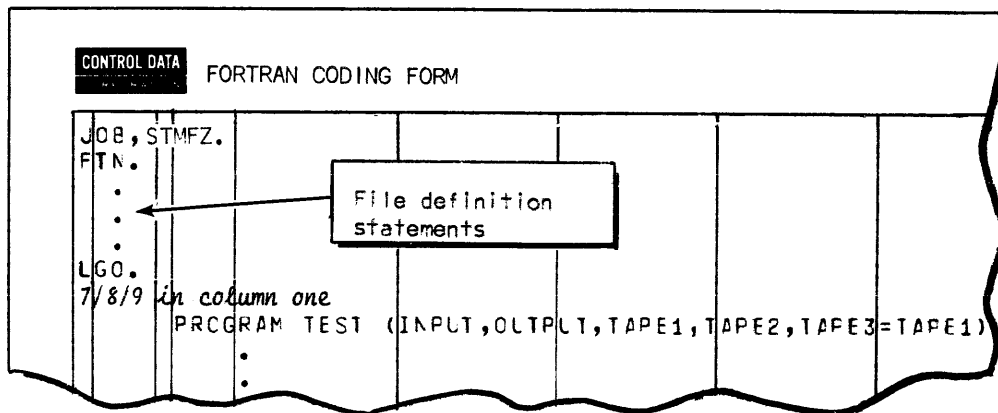 CONTROL DATA
FORTRAN CODING FORM
JOB,STMFZ.
FTN.
.
.
.
File definition
statements
LGO.
7/8/9 in column one
PROGRAM TEST (INPUT,OUTPUT,TAPE1,TAPE2,TAPE3=TAPE1)
.
.